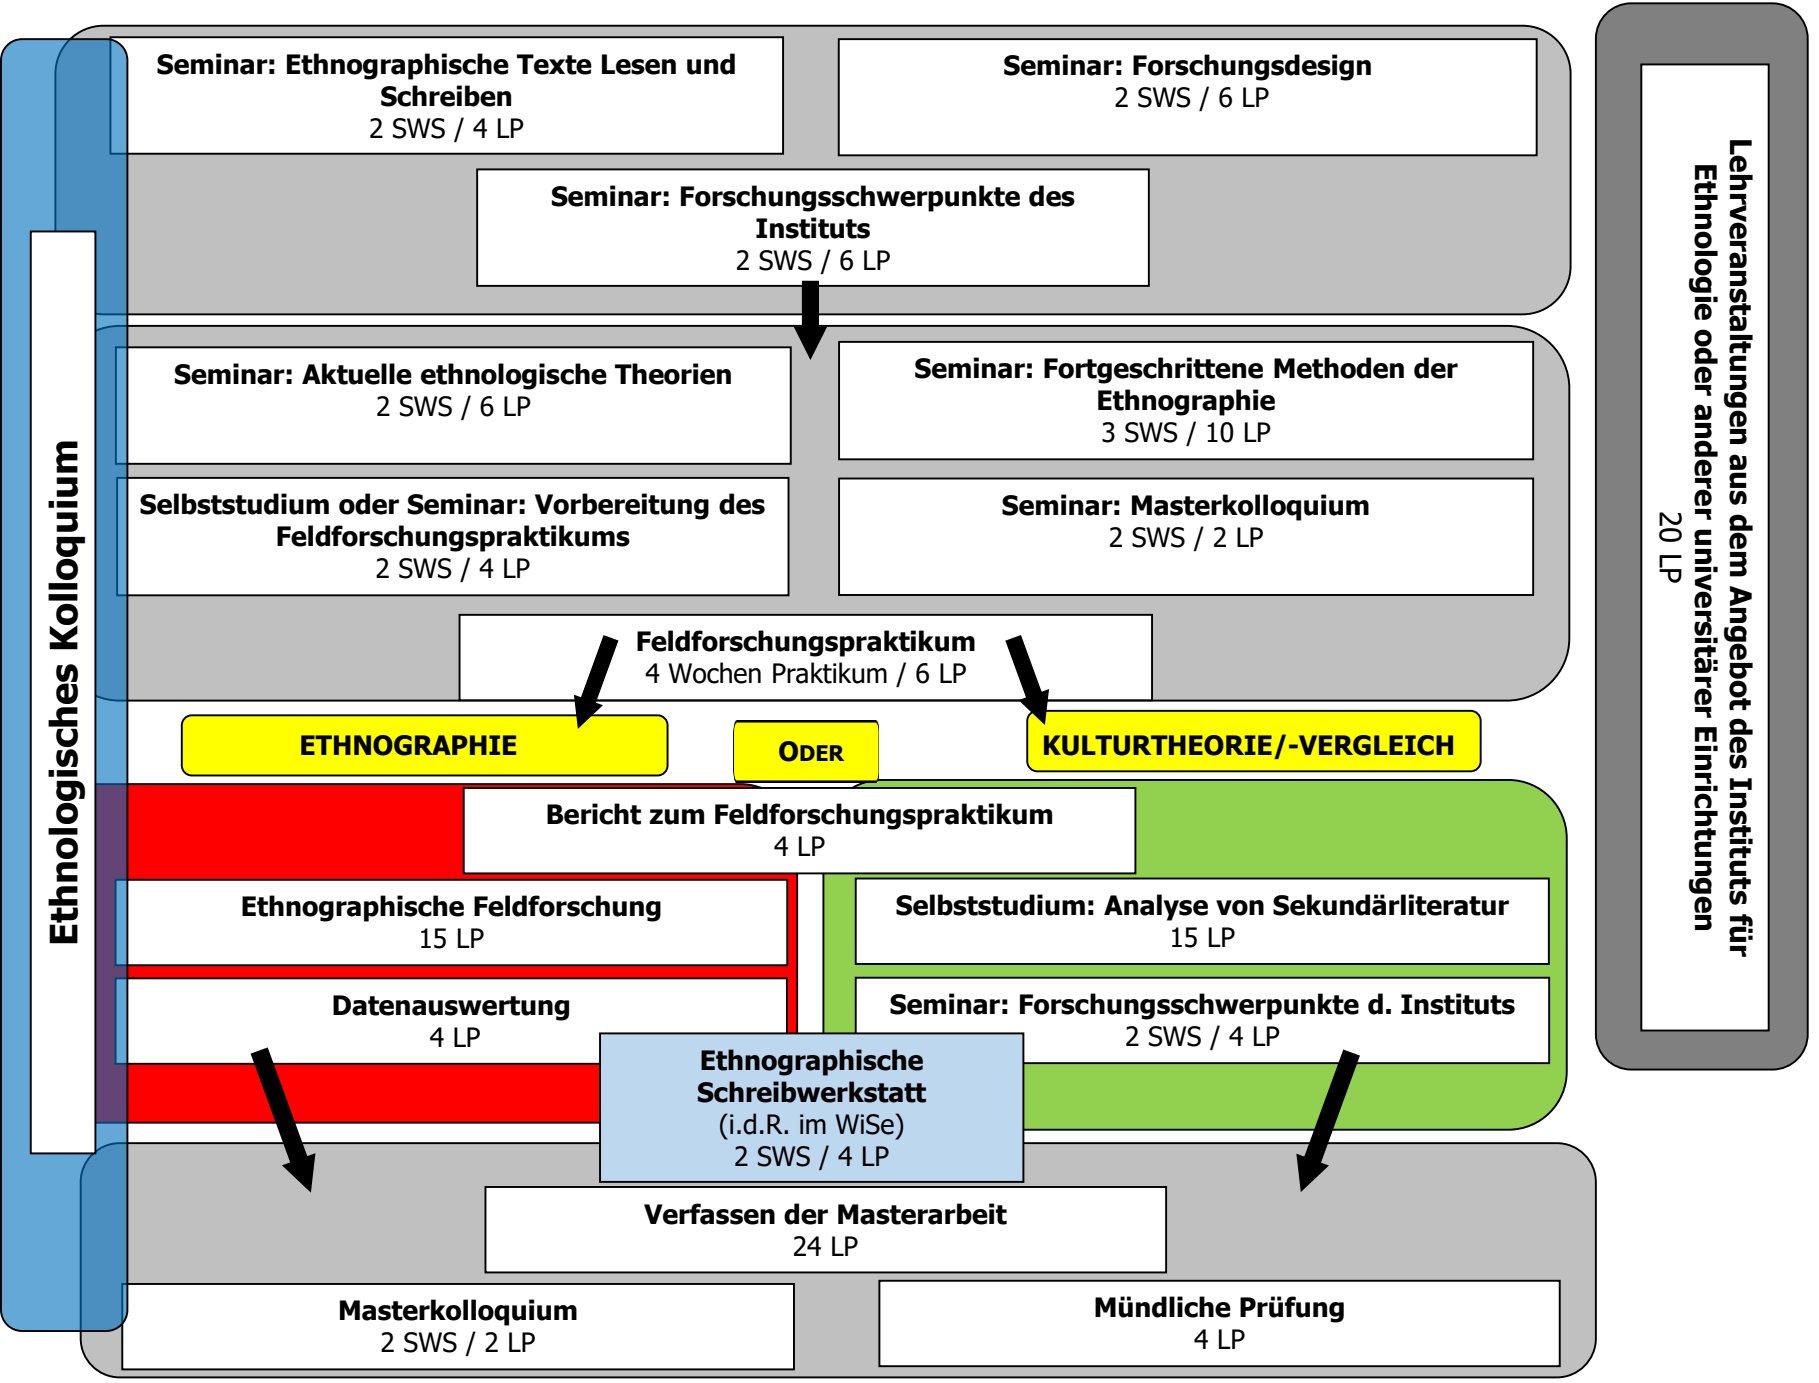 Seminar: Ethnographische Texte Lesen und
Schreiben
2 SWS / 4 LP
Seminar: Forschungsdesign
2 SWS / 6 LP
Seminar: Forschungsschwerpunkte des
Instituts
2 SWS / 6 LP
Seminar: Aktuelle ethnologische Theorien
2 SWS / 6 LP
Seminar: Fortgeschrittene Methoden der
Ethnographie
3 SWS / 10 LP
Selbststudium oder Seminar: Vorbereitung des
Feldforschungspraktikums
2 SWS / 4 LP
Seminar: Masterkolloquium
2 SWS / 2 LP
Feldforschungspraktikum
4 Wochen Praktikum / 6 LP
ETHNOGRAPHIE
ODER
KULTURTHEORIE/-VERGLEICH
Bericht zum Feldforschungspraktikum
4 LP
Ethnographische Feldforschung
15 LP
Selbststudium: Analyse von Sekundärliteratur
15 LP
Datenauswertung
4 LP
Seminar: Forschungsschwerpunkte d. Instituts
2 SWS / 4 LP
Ethnographische
Schreibwerkstatt
(i.d.R. im WiSe)
2 SWS / 4 LP
Verfassen der Masterarbeit
24 LP
Masterkolloquium
2 SWS / 2 LP
Mündliche Prüfung
4 LP
Ethnologisches Kolloquium
Lehrveranstaltungen aus dem Angebot des Instituts für
Ethnologie oder anderer universitärer Einrichtungen
20 LP